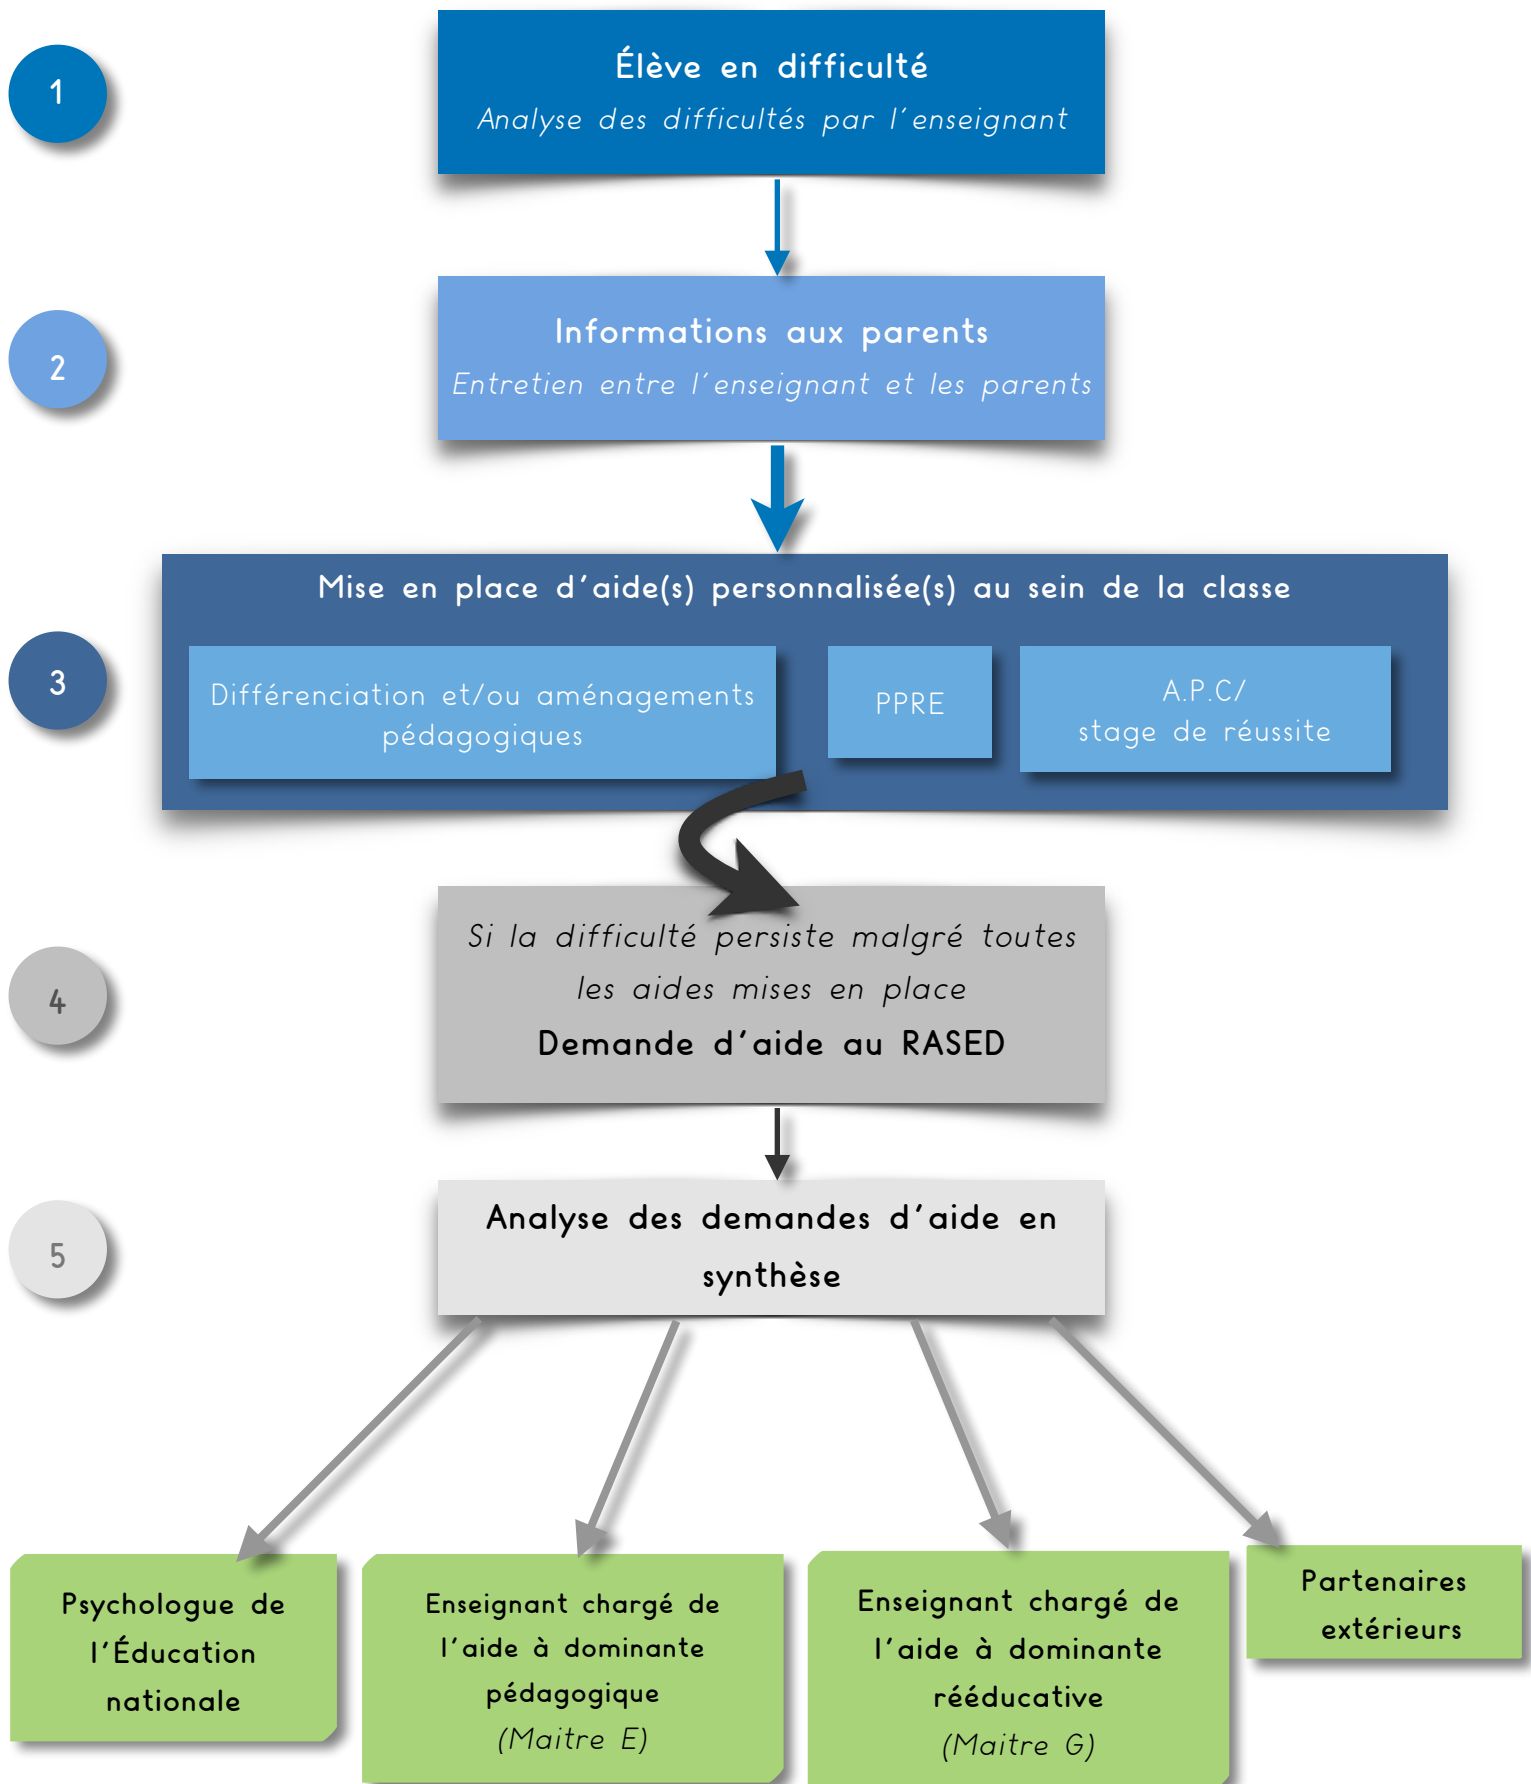 1
Élève en difficulté
Analyse des difficultés par l'enseignant
2
Informations aux parents
Entretien entre l'enseignant et les parents
3
Mise en place d'aide(s) personnalisée(s) au sein de la classe
Différenciation et/ou aménagements
pédagogiques
PPRE
A.P.C/
stage de réussite
4
Si la difficulté persiste malgré toutes
les aides mises en place
Demande d'aide au RASED
5
Analyse des demandes d'aide en
synthèse
Psychologue de
l'Éducation
nationale
Enseignant chargé de
l'aide à dominante
pédagogique
(Maitre E)
Enseignant chargé de
l'aide à dominante
rééducative
(Maitre G)
Partenaires
extérieurs